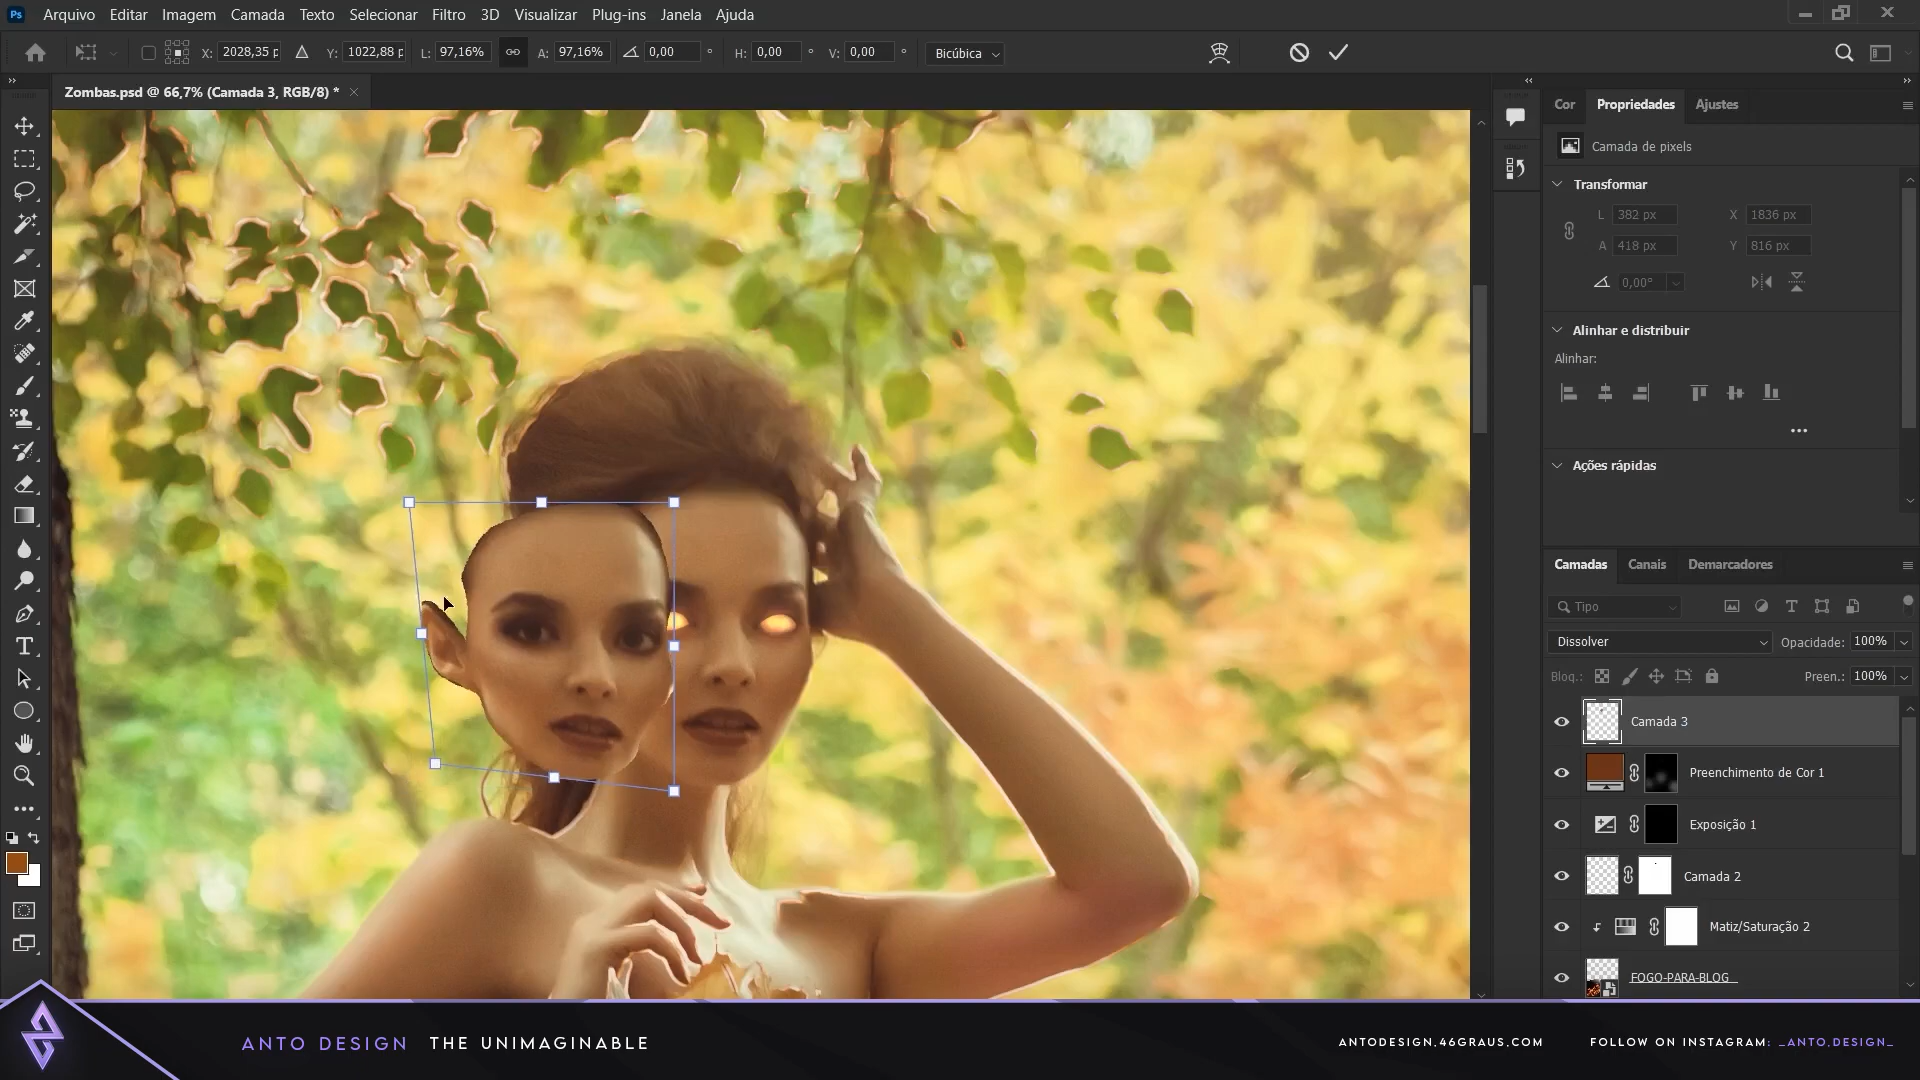 Ps Arquivo Editar Imagem Camada Texto Selecionar Filtro 3D Visualizar Plug-ins Janela Ajuda
X: 2028,35 p Y: 1022,88 p L: 97,16% A: 97,16% 0,00 ° H: 0,00 ° V: 0,00 ° Bicúbica
Zombas.psd @ 66,7% (Camada 3, RGB/8) *
Cor Propriedades Ajustes
Camada de pixels
Transformar
L 382 px X 1836 px
A 418 px Y 816 px
0,00°
Alinhar e distribuir
Alinhar:
Ações rápidas
Camadas Canais Demarcadores
Tipo
Dissolver Opacidade: 100%
Bloq.: Preen.: 100%
Camada 3
Preenchimento de Cor 1
Exposição 1
Camada 2
Matiz/Saturação 2
FOGO-PARA-BLOG
ANTO DESIGN THE UNIMAGINABLE
ANTODESIGN.46GRAUS.COM FOLLOW ON INSTAGRAM: _ANTO.DESIGN_